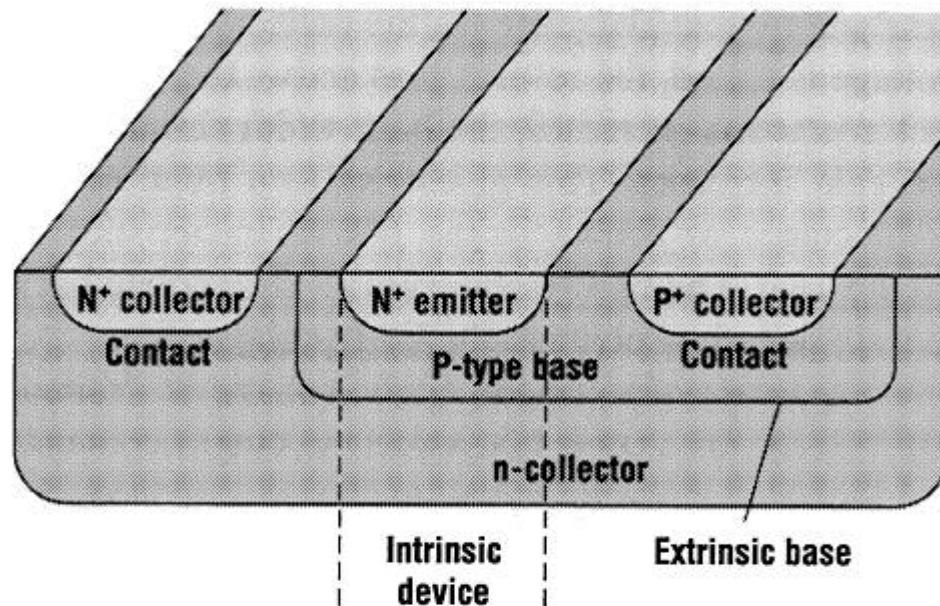 N⁺ collector
Contact
N⁺ emitter
P⁺ collector
Contact
P-type base
n-collector
Intrinsic
device
Extrinsic base